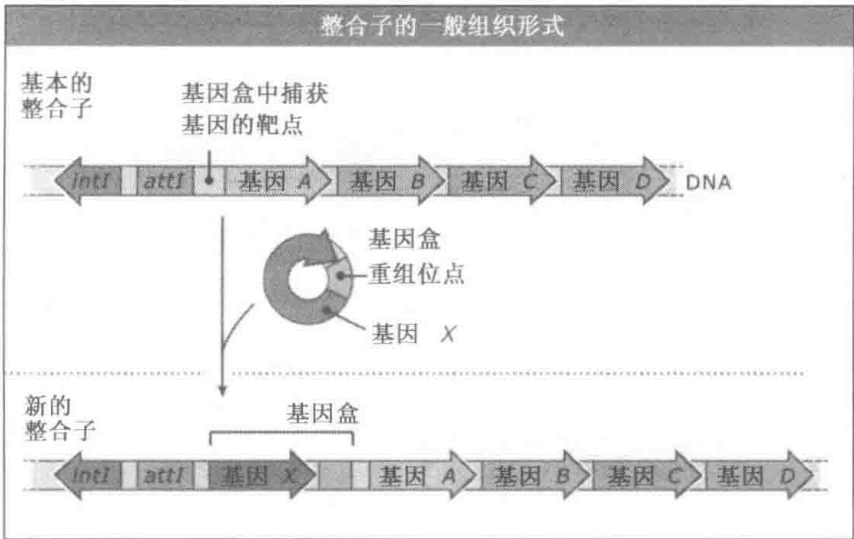 整合子的一般组织形式
基本的
整合子
基因盒中捕获
基因的靶点
intI attI 基因 A 基因 B 基因 C 基因 D DNA
基因盒
重组位点
基因 X
新的
整合子
基因盒
intI attI 基因 X 基因 A 基因 B 基因 C 基因 D